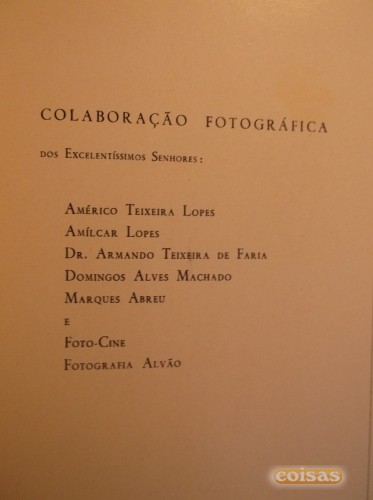 COLABORAÇÃO FOTOGRÁFICA
DOS EXCELENTÍSSIMOS SENHORES:
AMÉRICO TEIXEIRA LOPES
AMÍLCAR LOPES
DR. ARMANDO TEIXEIRA DE FARIA
DOMINGOS ALVES MACHADO
MARQUES ABREU
E
FOTO-CINE
FOTOGRAFIA ALVÃO
coisas